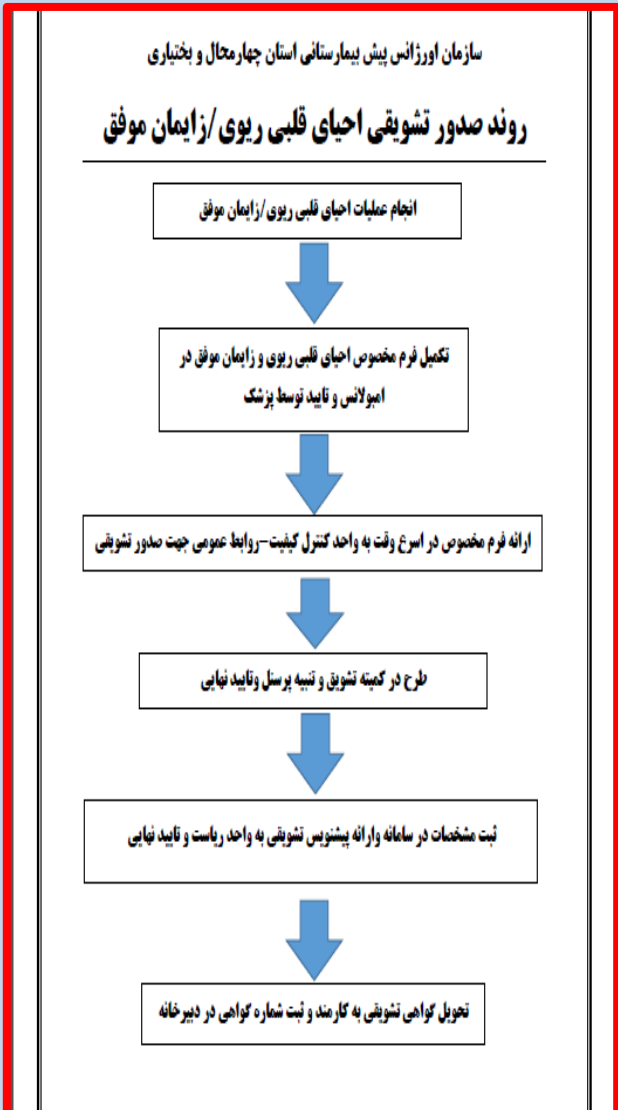 سازمان اورژانس پیش بیمارستانی استان چهارمحال و بختیاری
روند صدور تشویقی احیای قلبی ریوی/زایمان موفق
انجام عملیات احیای قلبی ریوی/زایمان موفق
تکمیل فرم مخصوص احیای قلبی ریوی و زایمان موفق در
امبولانس و تایید توسط پزشک
ارائه فرم مخصوص در اسرع وقت به واحد کنترل کیفیت-روابط عمومی جهت صدور تشویقی
طرح در کمیته تشویق و تنبیه پرسنل وتایید نهایی
ثبت مشخصات در سامانه وارائه پیشنویس تشویقی به واحد ریاست و تایید نهایی
تحویل گواهی تشویقی به کارمند و ثبت شماره گواهی در دبیرخانه